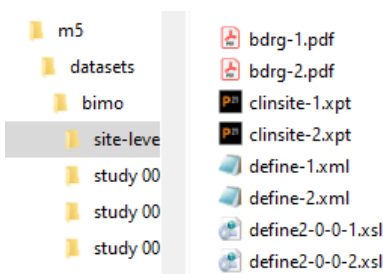 m5
datasets
bimo
site-leve
study 00
study 00
study 00
bdrg-1.pdf
bdrg-2.pdf
clinsite-1.xpt
clinsite-2.xpt
define-1.xml
define-2.xml
define2-0-0-1.xsl
define2-0-0-2.xsl